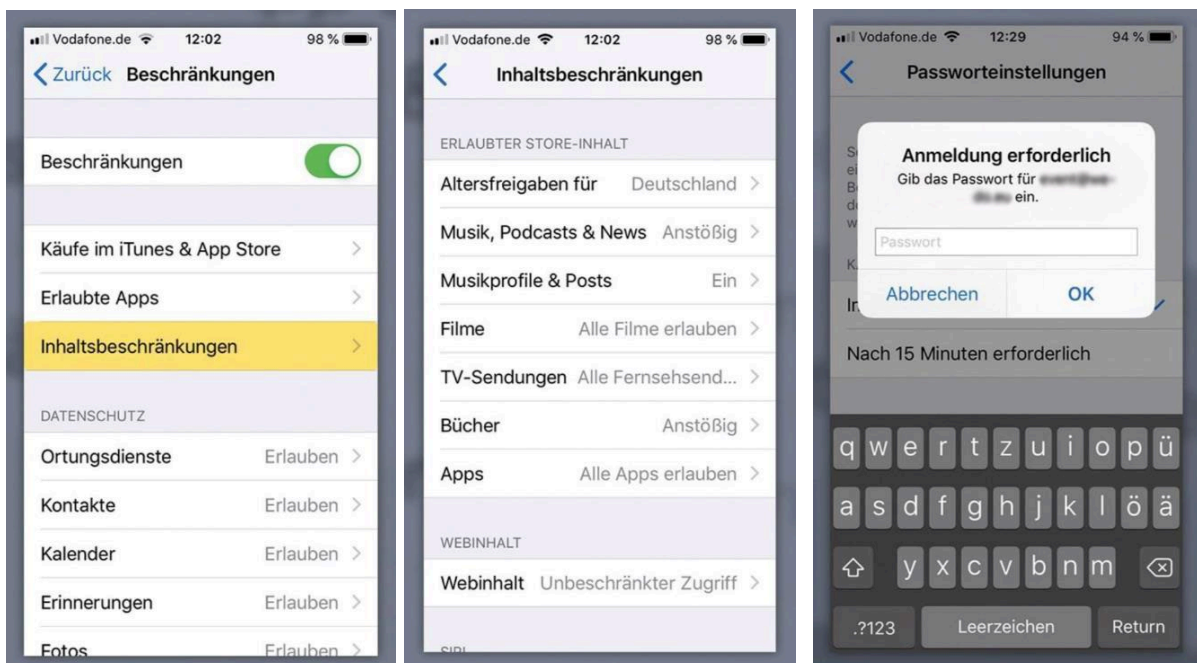 Vodafone.de 12:02 98 %
Zurück Beschränkungen
Beschränkungen
Käufe im iTunes & App Store
Erlaubte Apps
Inhaltsbeschränkungen
DATENSCHUTZ
Ortungsdienste Erlauben
Kontakte Erlauben
Kalender Erlauben
Erinnerungen Erlauben
Fotos Erlauben
Vodafone.de 12:02 98 %
Inhaltsbeschränkungen
ERLAUBTER STORE-INHALT
Altersfreigaben für Deutschland
Musik, Podcasts & News Anstößig
Musikprofile & Posts Ein
Filme Alle Filme erlauben
TV-Sendungen Alle Fernsehsend...
Bücher Anstößig
Apps Alle Apps erlauben
WEBINHALT
Webinhalt Unbeschränkter Zugriff
SIRI
Vodafone.de 12:29 94 %
Passworteinstellungen
Anmeldung erforderlich
Gib das Passwort für
ein.
Passwort
Abbrechen OK
Nach 15 Minuten erforderlich
q w e r t z u i o p ü
a s d f g h j k l ö ä
y x c v b n m
.?123 Leerzeichen Return